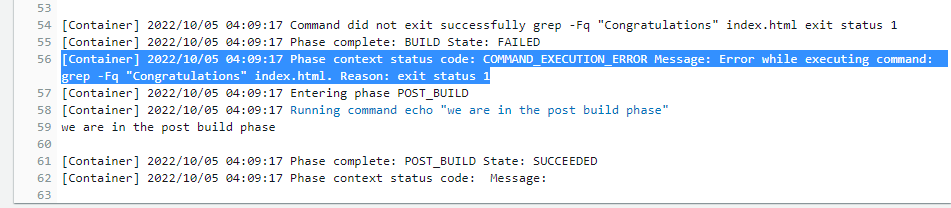 53
54 [Container] 2022/10/05 04:09:17 Command did not exit successfully grep -Fq "Congratulations" index.html exit status 1
55 [Container] 2022/10/05 04:09:17 Phase complete: BUILD State: FAILED
56 [Container] 2022/10/05 04:09:17 Phase context status code: COMMAND_EXECUTION_ERROR Message: Error while executing command:
grep -Fq "Congratulations" index.html. Reason: exit status 1
57 [Container] 2022/10/05 04:09:17 Entering phase POST_BUILD
58 [Container] 2022/10/05 04:09:17 Running command echo "we are in the post build phase"
59 we are in the post build phase
60
61 [Container] 2022/10/05 04:09:17 Phase complete: POST_BUILD State: SUCCEEDED
62 [Container] 2022/10/05 04:09:17 Phase context status code:  Message:
63